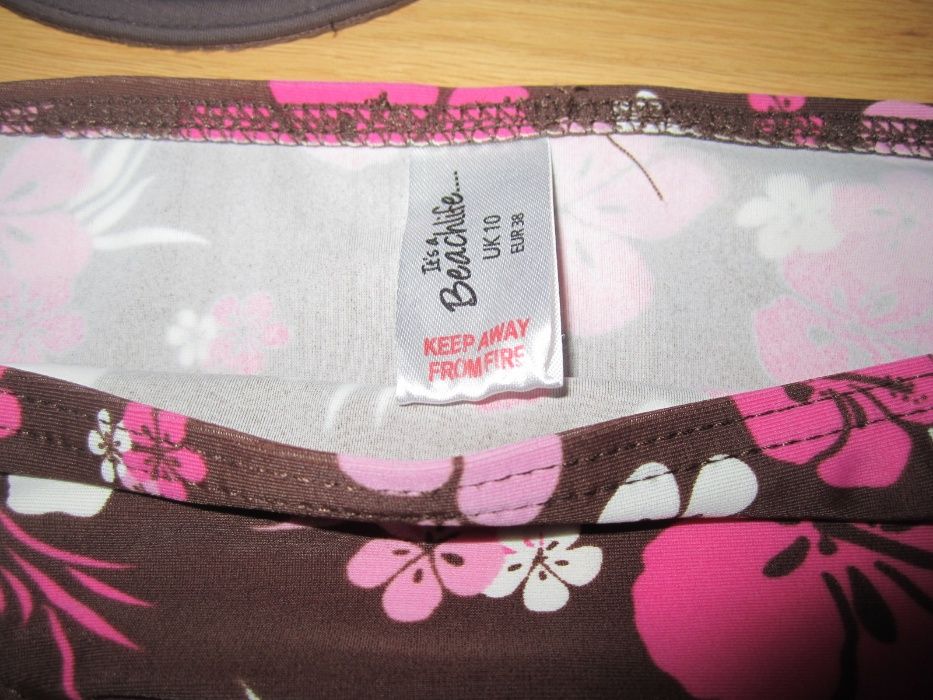 It's a
Beachlife....
UK 10
EUR 38
KEEP AWAY
FROM FIRE